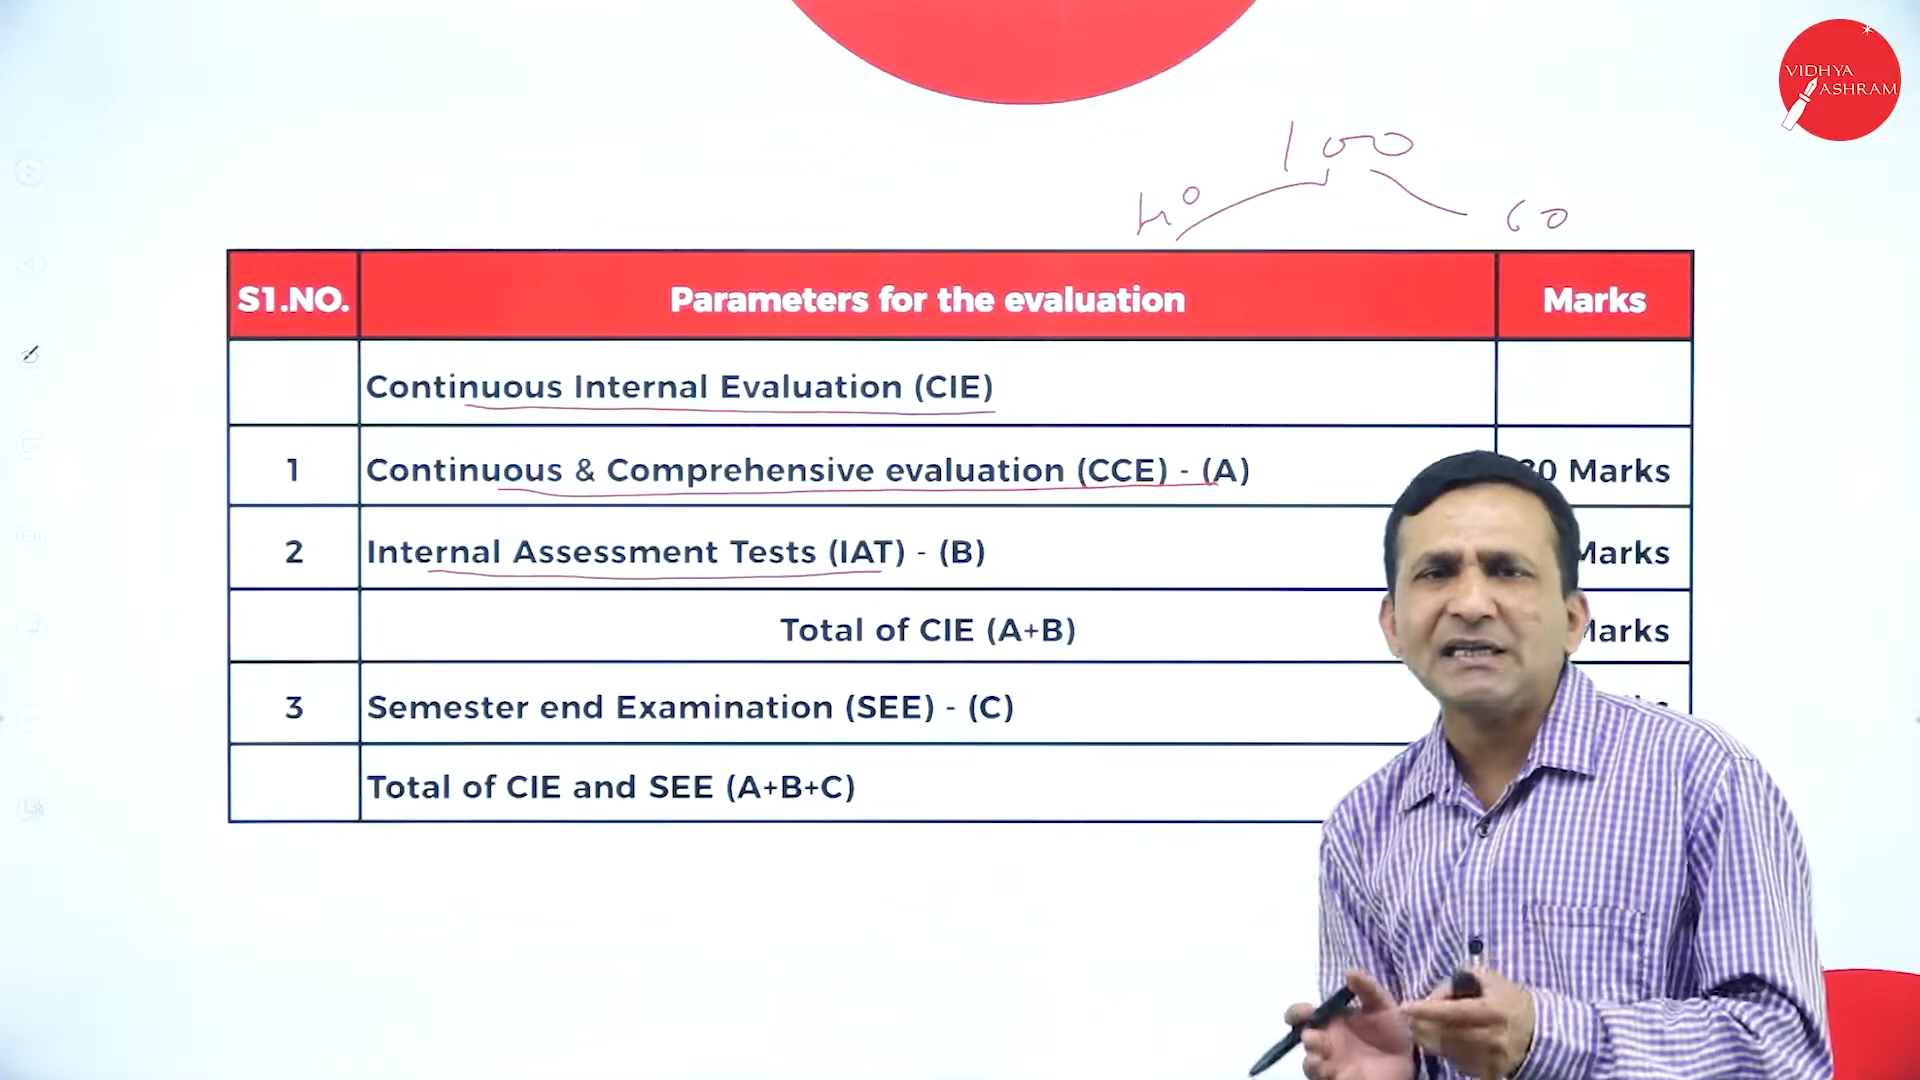 VIDHYA
ASHRAM
100
40 60
S1.NO. Parameters for the evaluation Marks
Continuous Internal Evaluation (CIE)
1 Continuous & Comprehensive evaluation (CCE) - (A) Marks
2 Internal Assessment Tests (IAT) - (B) Marks
Total of CIE (A+B) Marks
3 Semester end Examination (SEE) - (C)
Total of CIE and SEE (A+B+C)